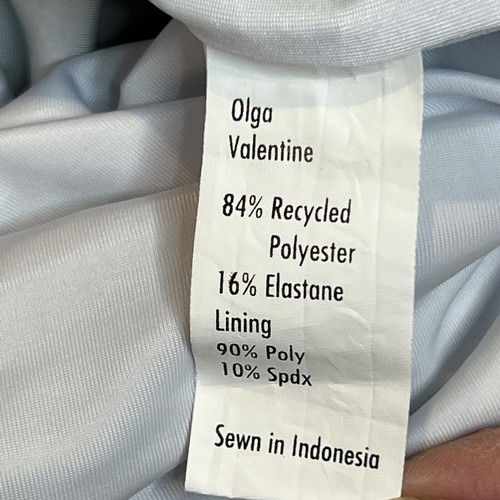 Olga
Valentine
84% Recycled
Polyester
16% Elastane
Lining
90% Poly
10% Spdx
Sewn in Indonesia